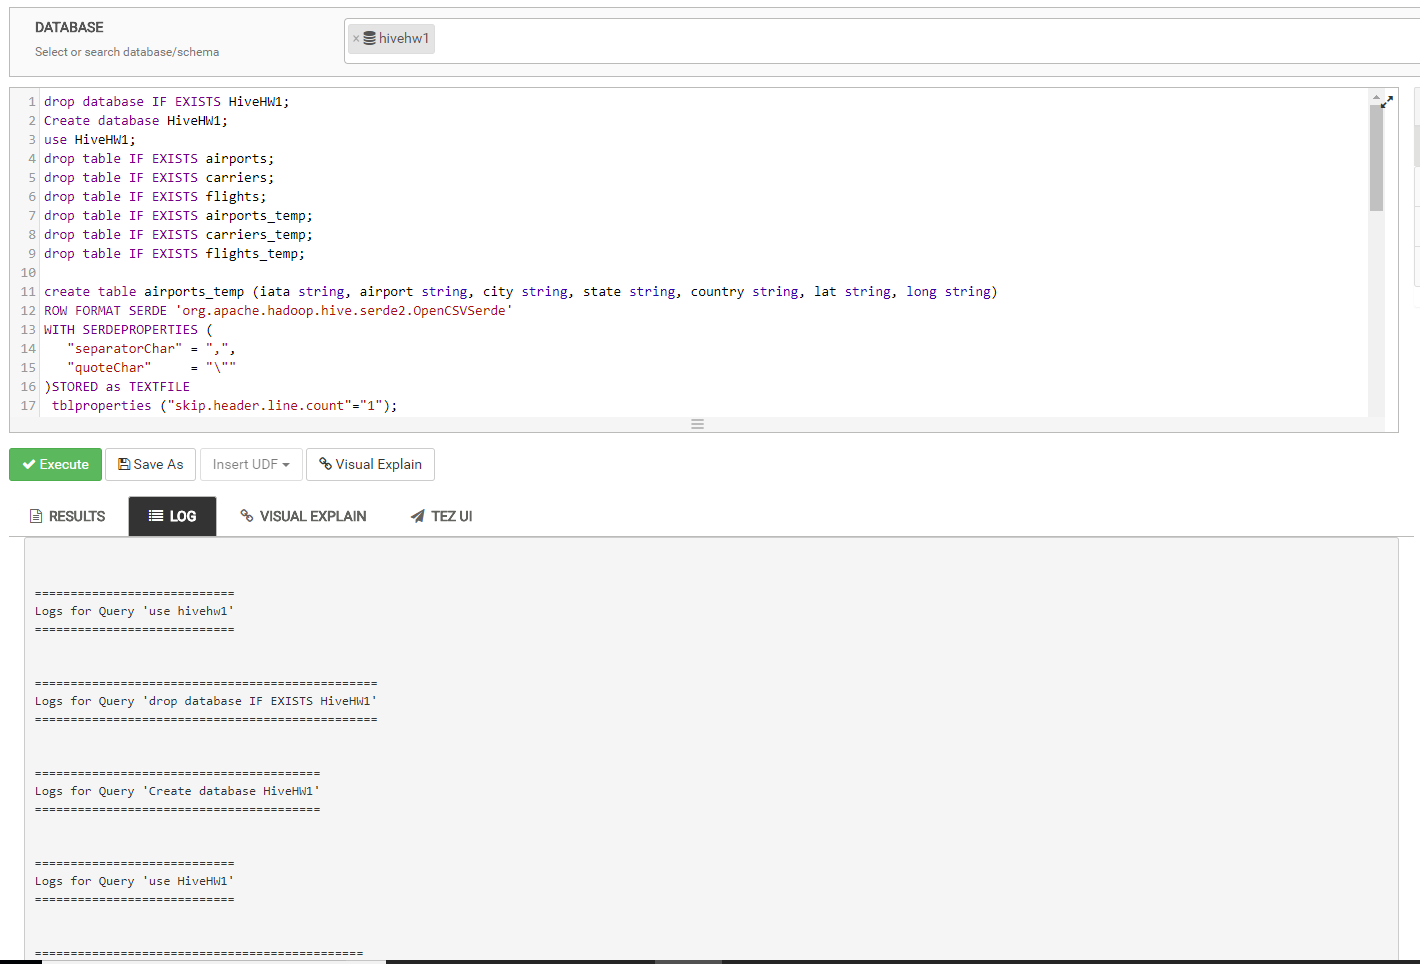 DATABASE
Select or search database/schema
× hivehw1
1 drop database IF EXISTS HiveHW1;
2 Create database HiveHW1;
3 use HiveHW1;
4 drop table IF EXISTS airports;
5 drop table IF EXISTS carriers;
6 drop table IF EXISTS flights;
7 drop table IF EXISTS airports_temp;
8 drop table IF EXISTS carriers_temp;
9 drop table IF EXISTS flights_temp;
10
11 create table airports_temp (iata string, airport string, city string, state string, country string, lat string, long string)
12 ROW FORMAT SERDE 'org.apache.hadoop.hive.serde2.OpenCSVSerde'
13 WITH SERDEPROPERTIES (
14    "separatorChar" = ",",
15    "quoteChar"     = "\""
16 )STORED as TEXTFILE
17  tblproperties ("skip.header.line.count"="1");
Execute Save As Insert UDF Visual Explain
RESULTS LOG VISUAL EXPLAIN TEZ UI
============================
Logs for Query 'use hivehw1'
============================
================================================
Logs for Query 'drop database IF EXISTS HiveHW1'
================================================
========================================
Logs for Query 'Create database HiveHW1'
========================================
============================
Logs for Query 'use HiveHW1'
============================
==============================================